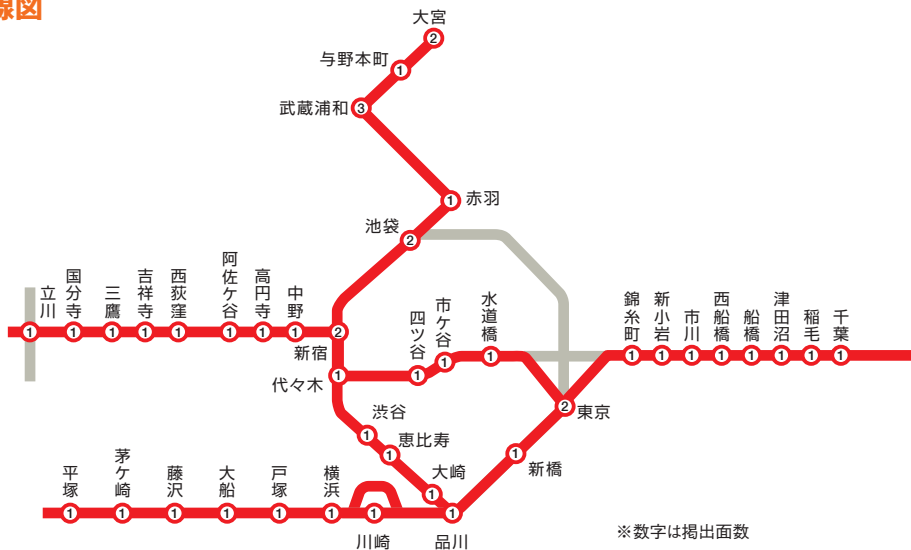 線図
大宮
2
与野本町
1
武蔵浦和
3
赤羽
1
池袋
2
立川
国分寺
三鷹
吉祥寺
西荻窪
阿佐ケ谷
高円寺
中野
1 1 1 1 1 1 1 1 2
新宿
四ツ谷
市ケ谷
水道橋
1 1 1
錦糸町
新小岩
市川
西船橋
船橋
津田沼
稲毛
千葉
1 1 1 1 1 1 1 1
代々木
1
2
東京
渋谷
1
恵比寿
1
大崎
1
1
新橋
平塚
茅ケ崎
藤沢
大船
戸塚
横浜
1 1 1 1 1 1 1 1
川崎
品川
※数字は掲出面数